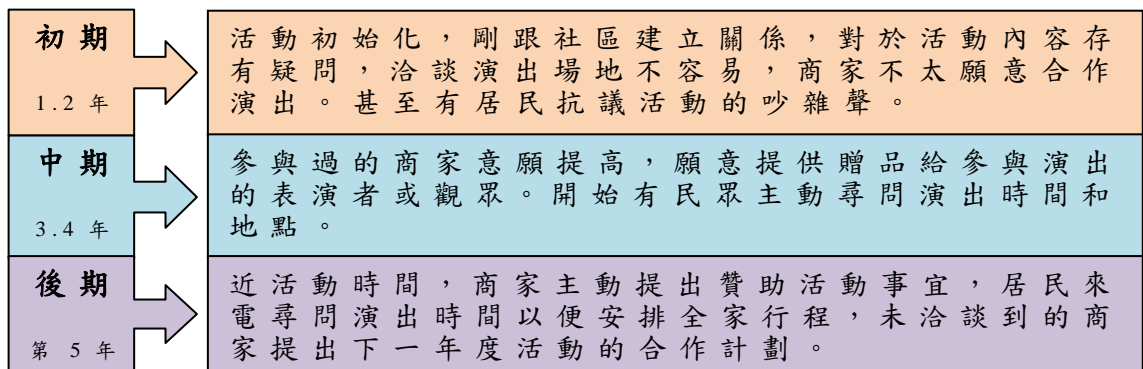 初期
1.2 年
活動初始化，剛跟社區建立關係，對於活動內容存
有疑問，洽談演出場地不容易，商家不太願意合作
演出。甚至有居民抗議活動的吵雜聲。
中期
3.4 年
參與過的商家意願提高，願意提供贈品給參與演出
的表演者或觀眾。開始有民眾主動尋問演出時間和
地點。
後期
第 5 年
近活動時間，商家主動提出贊助活動事宜，居民來
電尋問演出時間以便安排全家行程，未洽談到的商
家提出下一年度活動的合作計劃。